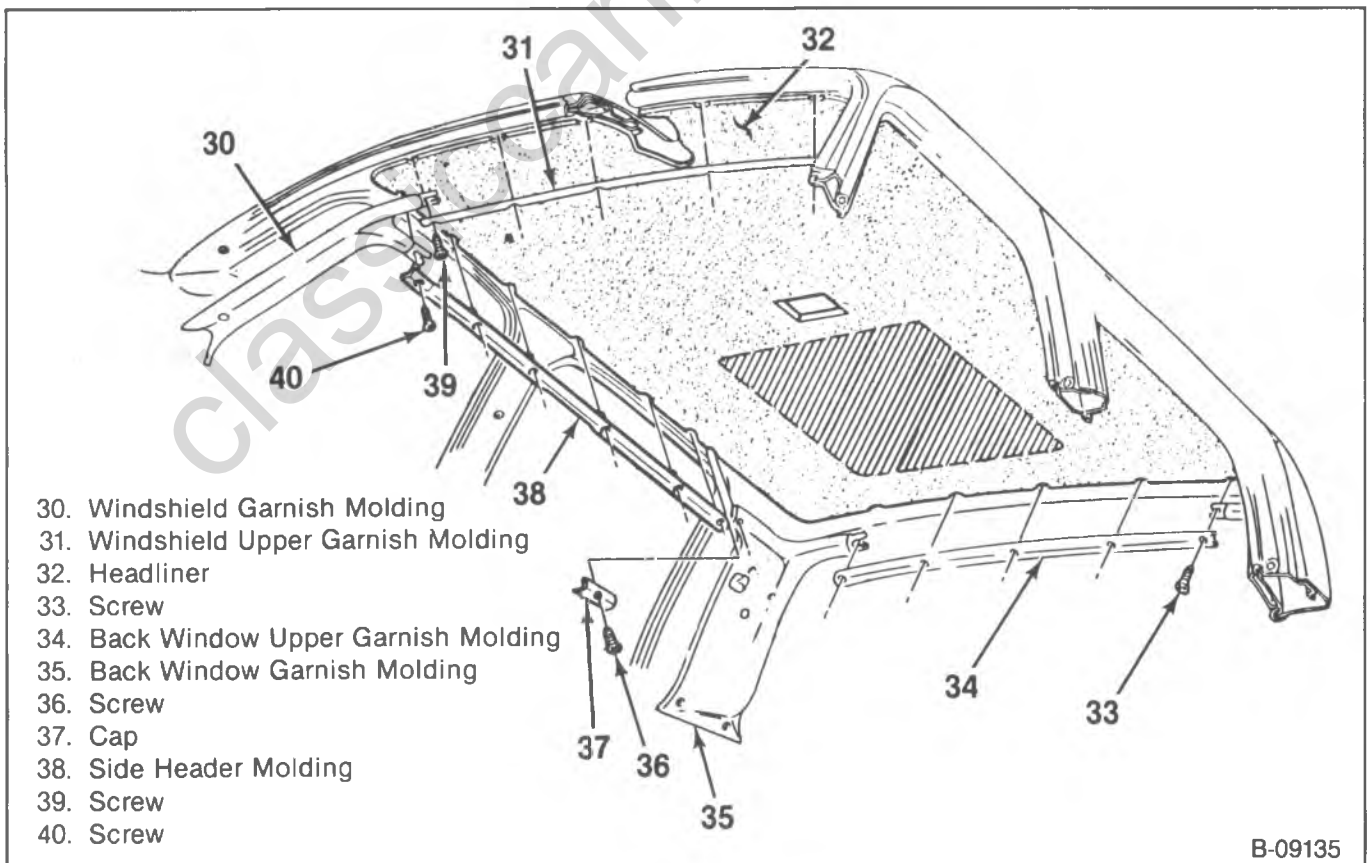 31
32
30
40
39
38
37
36
35
34
33
30. Windshield Garnish Molding
31. Windshield Upper Garnish Molding
32. Headliner
33. Screw
34. Back Window Upper Garnish Molding
35. Back Window Garnish Molding
36. Screw
37. Cap
38. Side Header Molding
39. Screw
40. Screw
B-09135